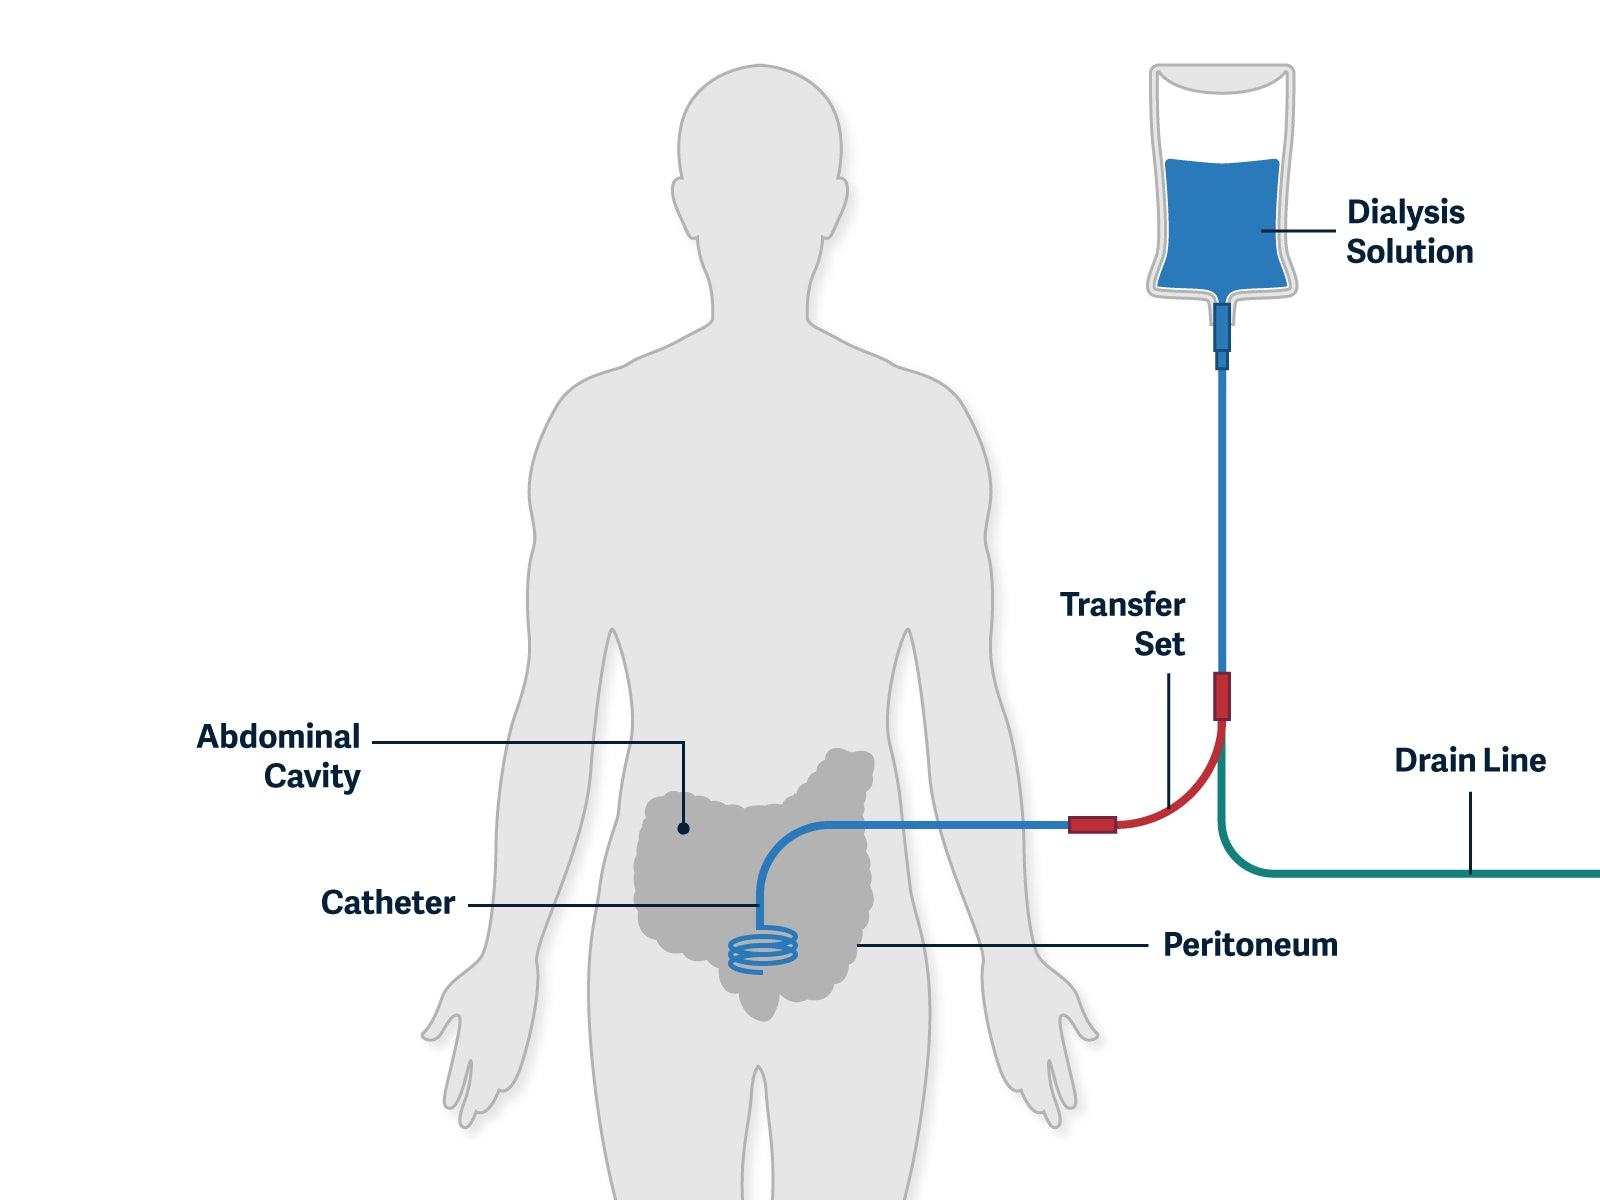 Dialysis
Solution
Transfer
Set
Abdominal
Cavity
Drain Line
Catheter
Peritoneum